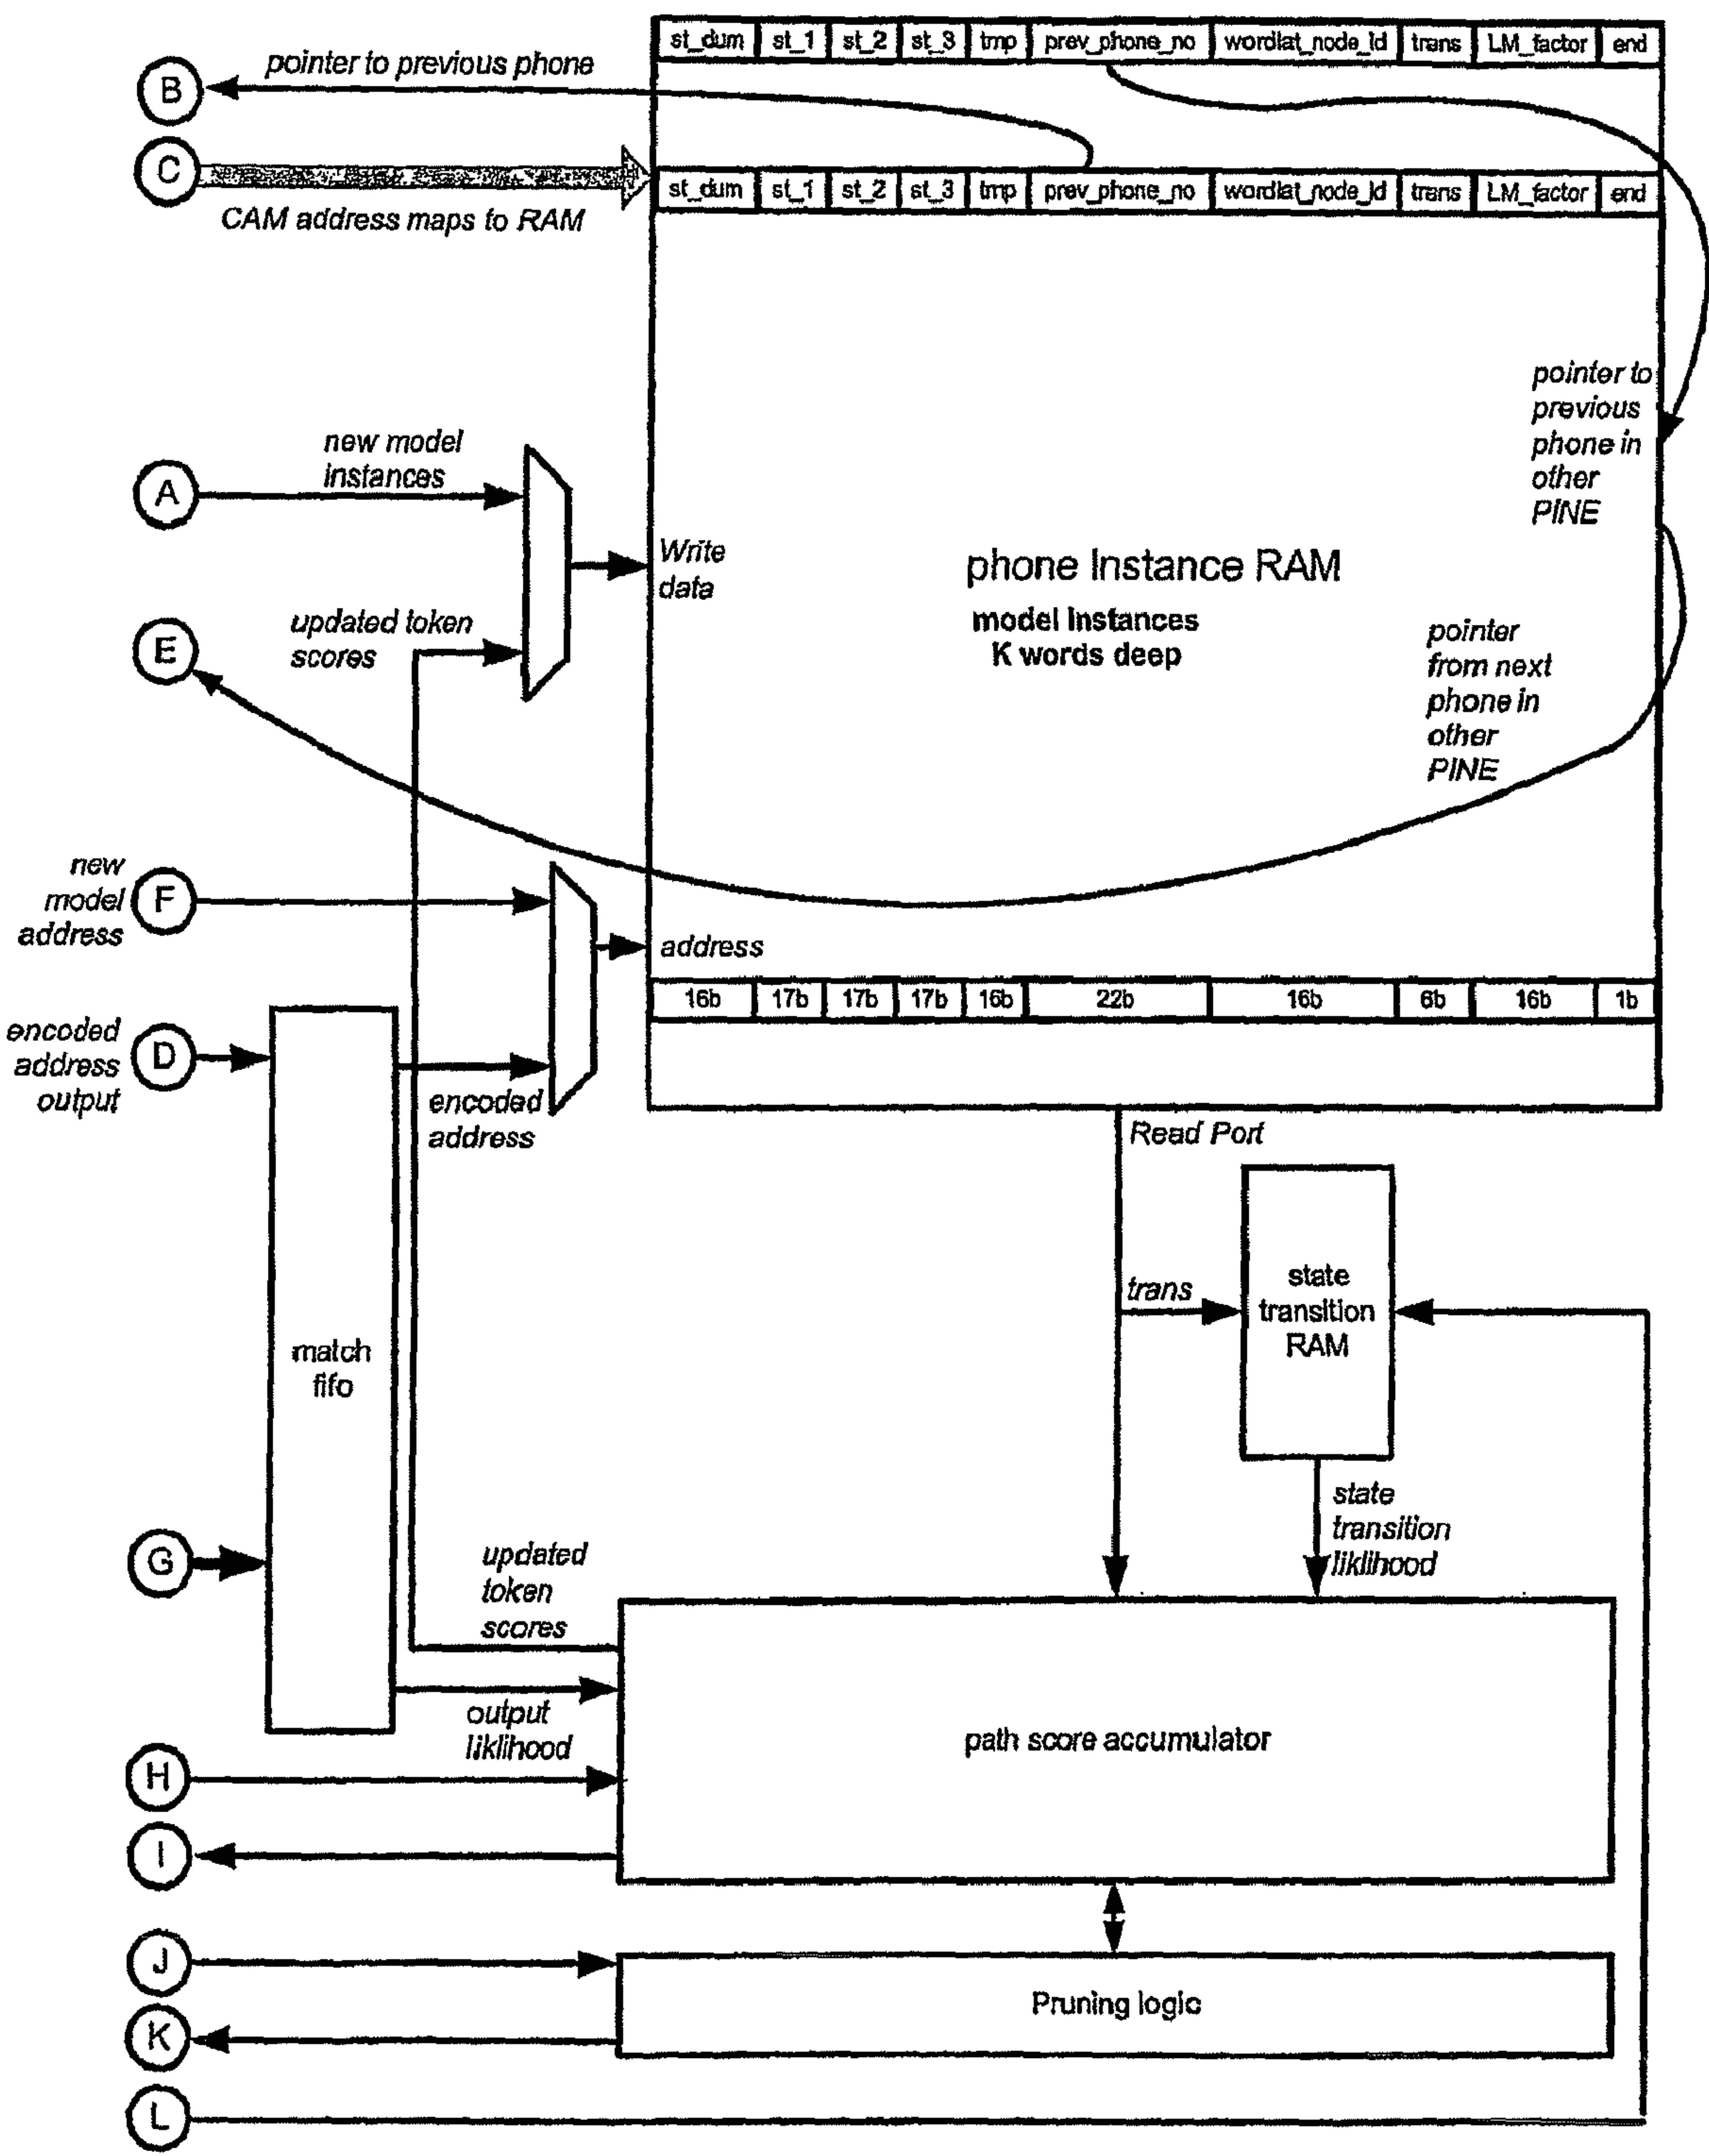 st_dum st_1 st_2 st_3 tmp prev_phone_no wordlat_node_id trans LM_factor end
pointer to previous phone
B
C
st_dum st_1 st_2 st_3 tmp prev_phone_no wordlat_node_id trans LM_factor end
CAM address maps to RAM
pointer to
previous
phone in
other
PINE
new model
instances
A
Write
data
phone Instance RAM
model instances
K words deep
updated token
scores
E
pointer
from next
phone in
other
PINE
new
model
address
F
address
16b 17b 17b 17b 16b 22b 16b 6b 16b 1b
encoded
address
output
D
encoded
address
Read Port
trans
state
transition
RAM
match
fifo
state
transition
liklihood
G
updated
token
scores
output
liklihood
path score accumulator
H
I
J
Pruning logic
K
L